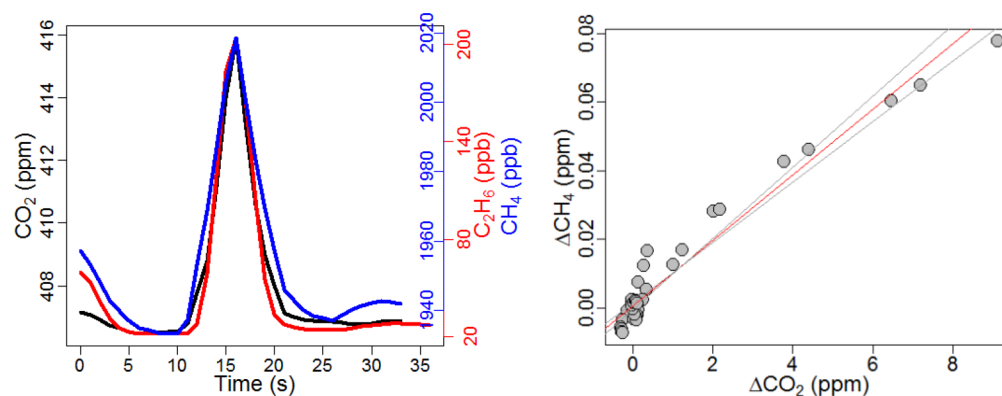 CO₂ (ppm)
408 410 412 414 416
0 5 10 15 20 25 30 35
Time (s)
20 80 140 200
C₂H₆ (ppb)
1940 1960 1980 2000 2020
CH₄ (ppb)
ΔCH₄ (ppm)
0.00 0.02 0.04 0.06 0.08
0 2 4 6 8
ΔCO₂ (ppm)